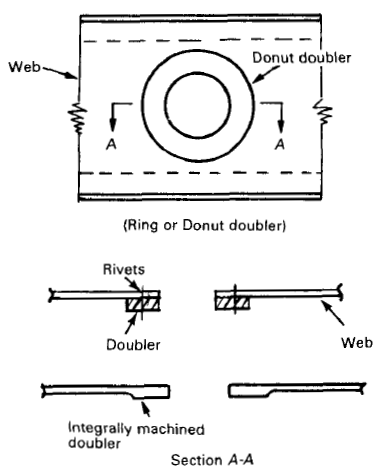 Donut doubler
Web
A
A
(Ring or Donut doubler)
Rivets
Doubler
Web
Integrally machined
doubler
Section A-A